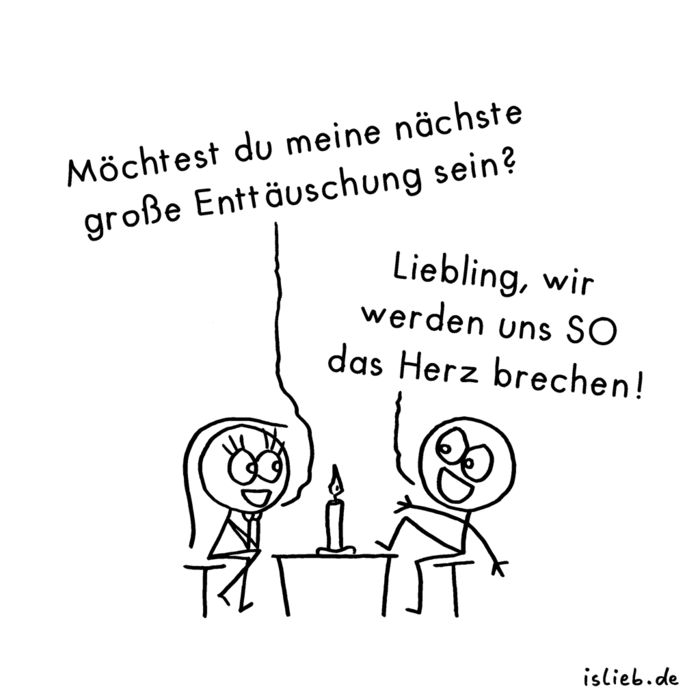 Möchtest du meine nächste
große Enttäuschung sein?
Liebling, wir
werden uns SO
das Herz brechen!
islieb.de